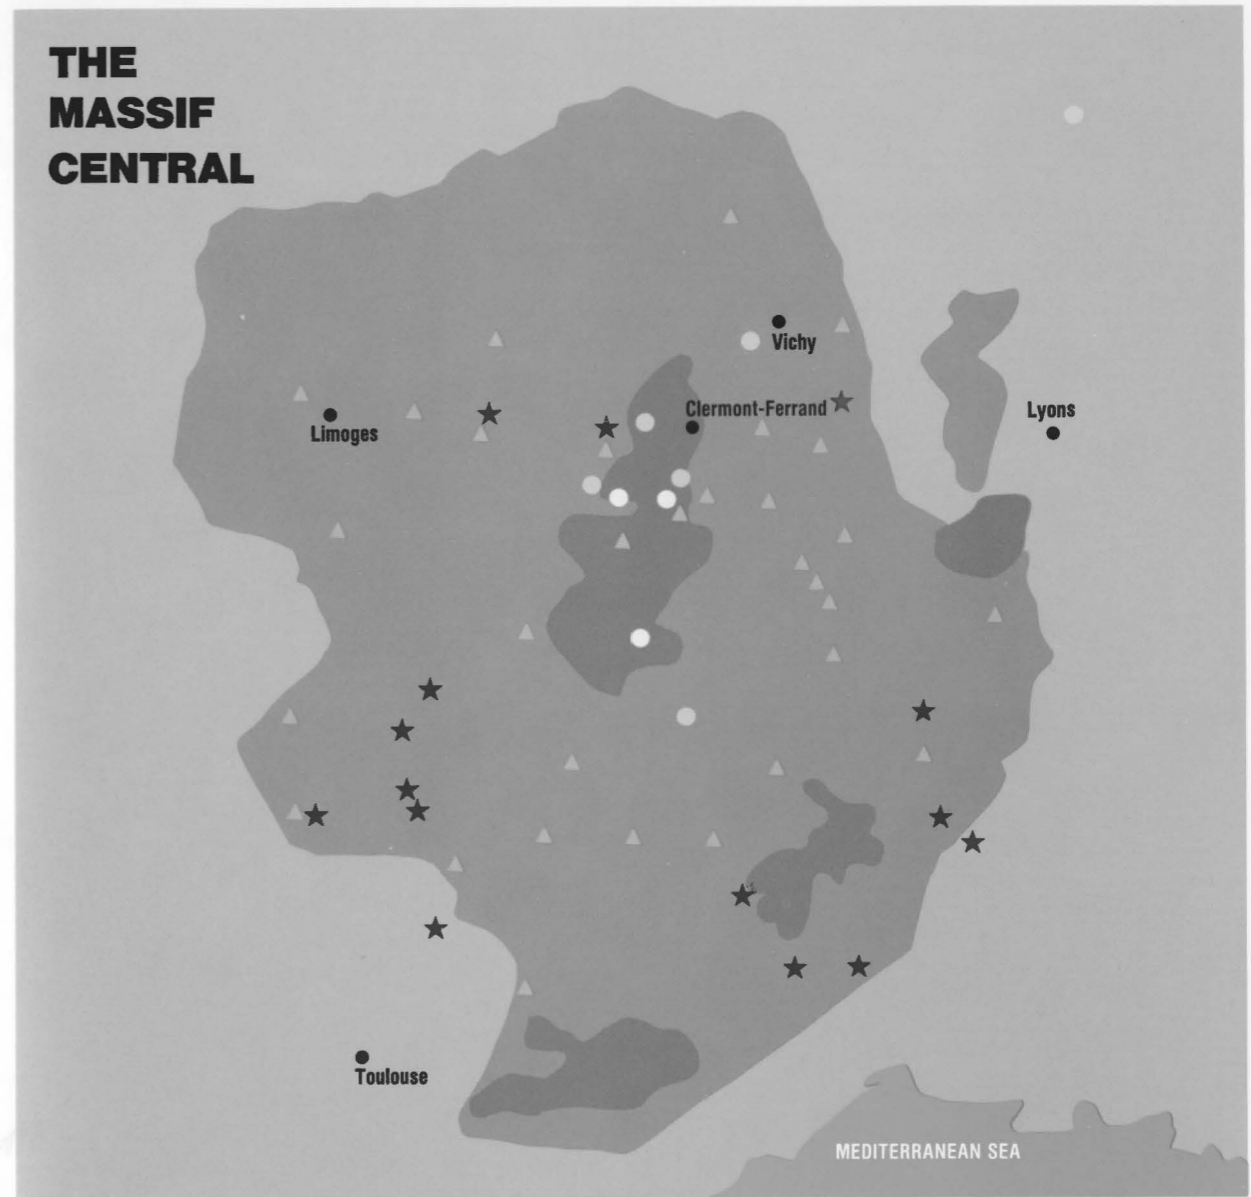 THE
MASSIF
CENTRAL
Vichy
Clermont-Ferrand
Lyons
Limoges
Toulouse
MEDITERRANEAN SEA